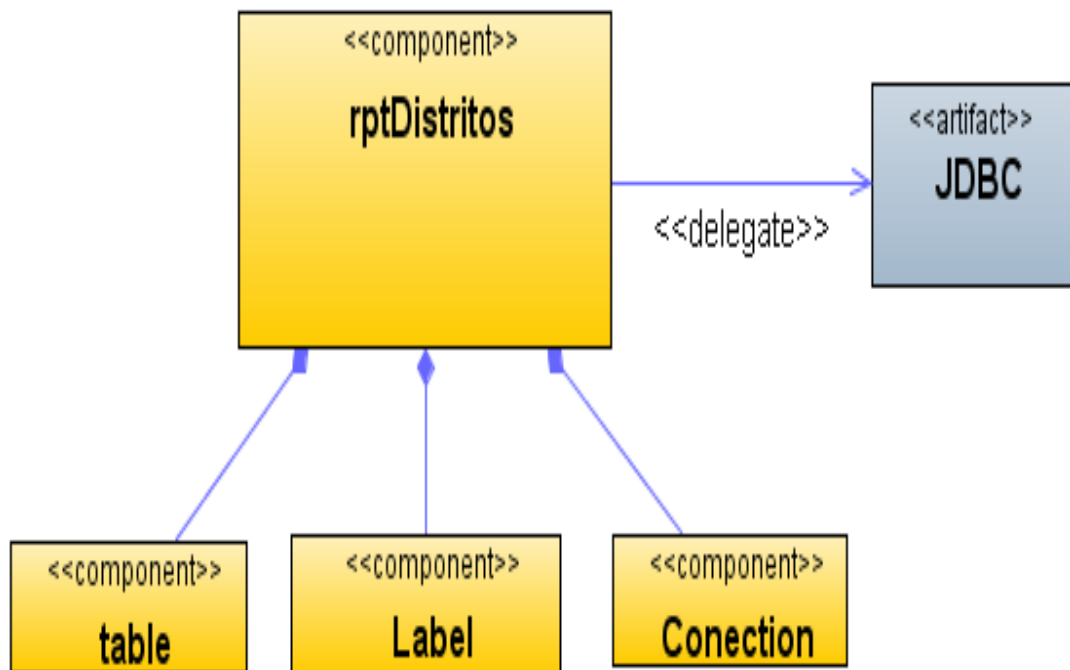 <<component>>
rptDistritos
<<artifact>>
JDBC
<<delegate>>
<<component>>
table
<<component>>
Label
<<component>>
Conection